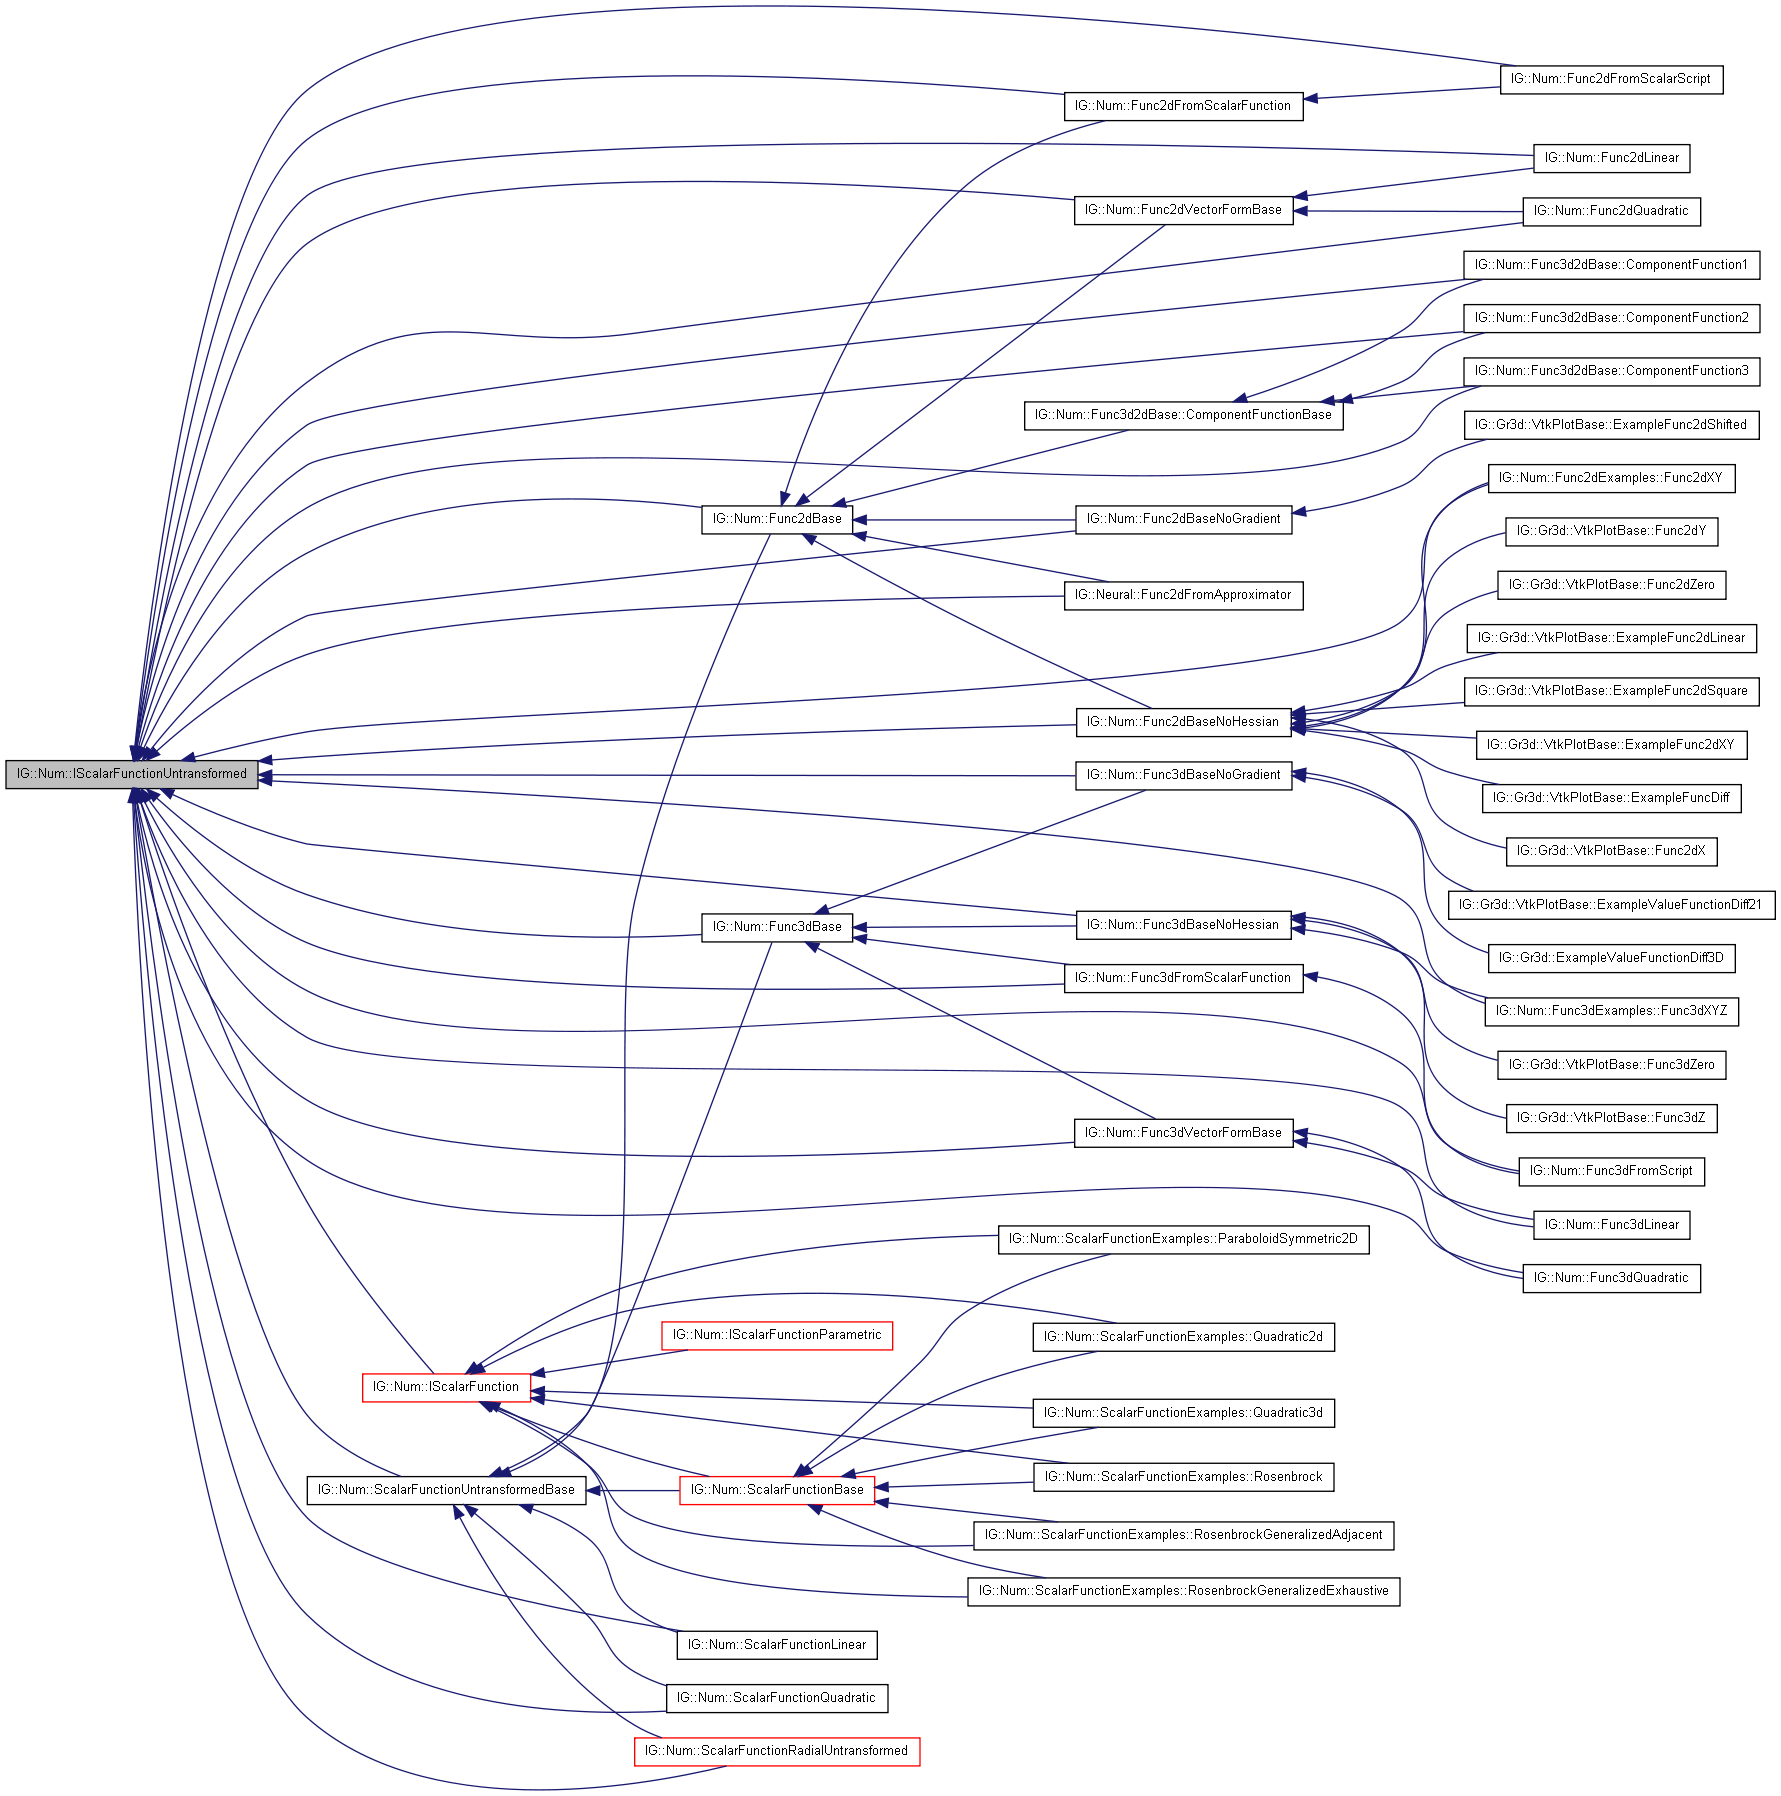 IG::Num::Func2dFromScalarScript
IG::Num::Func2dFromScalarFunction
IG::Num::Func2dLinear
IG::Num::Func2dVectorFormBase
IG::Num::Func2dQuadratic
IG::Num::Func3d2dBase::ComponentFunction1
IG::Num::Func3d2dBase::ComponentFunction2
IG::Num::Func3d2dBase::ComponentFunction3
IG::Num::Func3d2dBase::ComponentFunctionBase
IG::Gr3d::VtkPlotBase::ExampleFunc2dShifted
IG::Num::Func2dExamples::Func2dXY
IG::Num::Func2dBase
IG::Num::Func2dBaseNoGradient
IG::Gr3d::VtkPlotBase::Func2dY
IG::Gr3d::VtkPlotBase::Func2dZero
IG::Neural::Func2dFromApproximator
IG::Gr3d::VtkPlotBase::ExampleFunc2dLinear
IG::Gr3d::VtkPlotBase::ExampleFunc2dSquare
IG::Num::Func2dBaseNoHessian
IG::Gr3d::VtkPlotBase::ExampleFunc2dXY
IG::Num::IScalarFunctionUntransformed
IG::Num::Func3dBaseNoGradient
IG::Gr3d::VtkPlotBase::ExampleFuncDiff
IG::Gr3d::VtkPlotBase::Func2dX
IG::Gr3d::VtkPlotBase::ExampleValueFunctionDiff21
IG::Num::Func3dBase
IG::Num::Func3dBaseNoHessian
IG::Gr3d::ExampleValueFunctionDiff3D
IG::Num::Func3dFromScalarFunction
IG::Num::Func3dExamples::Func3dXYZ
IG::Gr3d::VtkPlotBase::Func3dZero
IG::Gr3d::VtkPlotBase::Func3dZ
IG::Num::Func3dVectorFormBase
IG::Num::Func3dFromScript
IG::Num::Func3dLinear
IG::Num::ScalarFunctionExamples::ParaboloidSymmetric2D
IG::Num::Func3dQuadratic
IG::Num::IScalarFunctionParametric
IG::Num::ScalarFunctionExamples::Quadratic2d
IG::Num::IScalarFunction
IG::Num::ScalarFunctionExamples::Quadratic3d
IG::Num::ScalarFunctionExamples::Rosenbrock
IG::Num::ScalarFunctionUntransformedBase
IG::Num::ScalarFunctionBase
IG::Num::ScalarFunctionExamples::RosenbrockGeneralizedAdjacent
IG::Num::ScalarFunctionExamples::RosenbrockGeneralizedExhaustive
IG::Num::ScalarFunctionLinear
IG::Num::ScalarFunctionQuadratic
IG::Num::ScalarFunctionRadialUntransformed